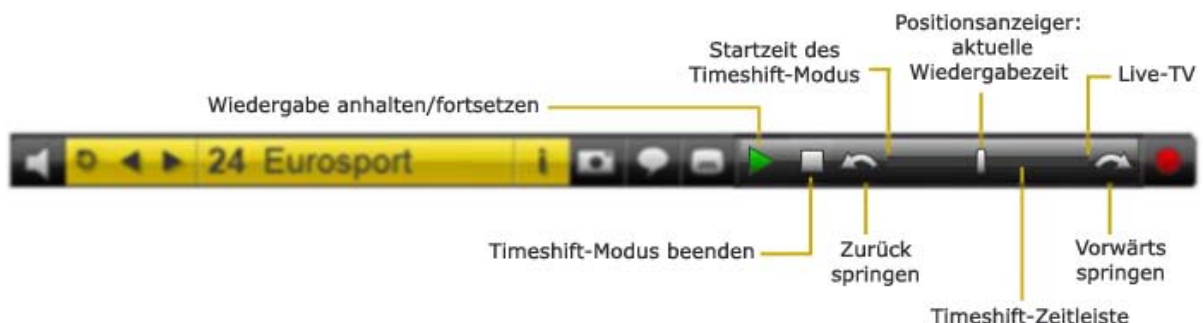 Positionsanzeiger:
aktuelle
Wiedergabezeit
Startzeit des
Timeshift-Modus
Live-TV
Wiedergabe anhalten/fortsetzen
24 Eurosport i
Timeshift-Modus beenden
Zurück
springen
Vorwärts
springen
Timeshift-Zeitleiste